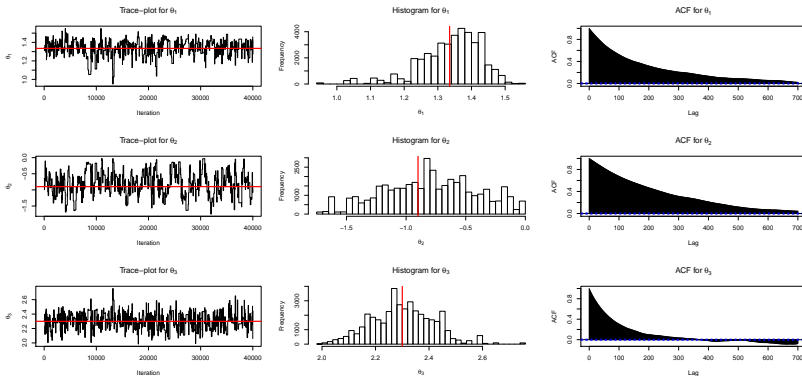 Trace−plot for θ1
Histogram for θ1
ACF for θ1
θ1
1.0
1.2
1.4
0
10000
20000
30000
40000
Iteration
Frequency
0
2000
4000
1.0
1.1
1.2
1.3
1.4
1.5
θ1
ACF
0.0
0.4
0.8
0
100
200
300
400
500
600
700
Lag
Trace−plot for θ2
Histogram for θ2
ACF for θ2
θ2
−1.5
0.0
0
10000
20000
30000
40000
Iteration
Frequency
0
1000
2500
−1.5
−1.0
−0.5
0.0
θ2
ACF
0.0
0.4
0.8
0
100
200
300
400
500
600
700
Lag
Trace−plot for θ3
Histogram for θ3
ACF for θ3
θ3
2.0
2.2
2.4
2.6
0
10000
20000
30000
40000
Iteration
Frequency
0
1000
3000
2.0
2.2
2.4
2.6
θ3
ACF
0.0
0.4
0.8
0
100
200
300
400
500
600
700
Lag